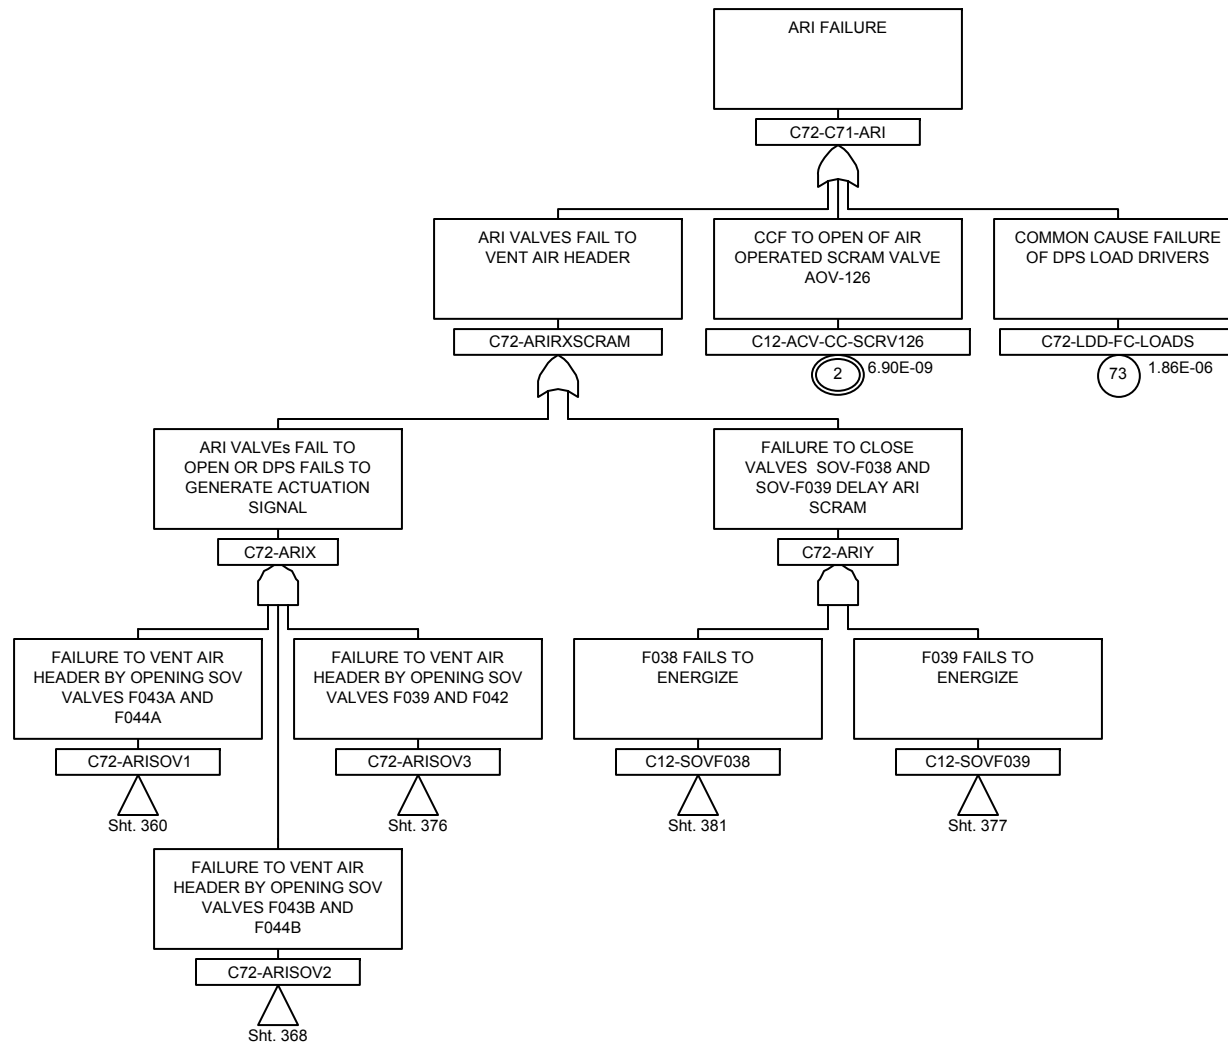 ARI FAILURE
C72-C71-ARI
ARI VALVES FAIL TO
VENT AIR HEADER
C72-ARIRXSCRAM
CCF TO OPEN OF AIR
OPERATED SCRAM VALVE
AOV-126
C12-ACV-CC-SCRV126
2
6.90E-09
COMMON CAUSE FAILURE
OF DPS LOAD DRIVERS
C72-LDD-FC-LOADS
73
1.86E-06
ARI VALVEs FAIL TO
OPEN OR DPS FAILS TO
GENERATE ACTUATION
SIGNAL
C72-ARIX
FAILURE TO CLOSE
VALVES SOV-F038 AND
SOV-F039 DELAY ARI
SCRAM
C72-ARIY
FAILURE TO VENT AIR
HEADER BY OPENING SOV
VALVES F043A AND
F044A
C72-ARISOV1
Sht. 360
FAILURE TO VENT AIR
HEADER BY OPENING SOV
VALVES F039 AND F042
C72-ARISOV3
Sht. 376
F038 FAILS TO
ENERGIZE
C12-SOVF038
Sht. 381
F039 FAILS TO
ENERGIZE
C12-SOVF039
Sht. 377
FAILURE TO VENT AIR
HEADER BY OPENING SOV
VALVES F043B AND
F044B
C72-ARISOV2
Sht. 368